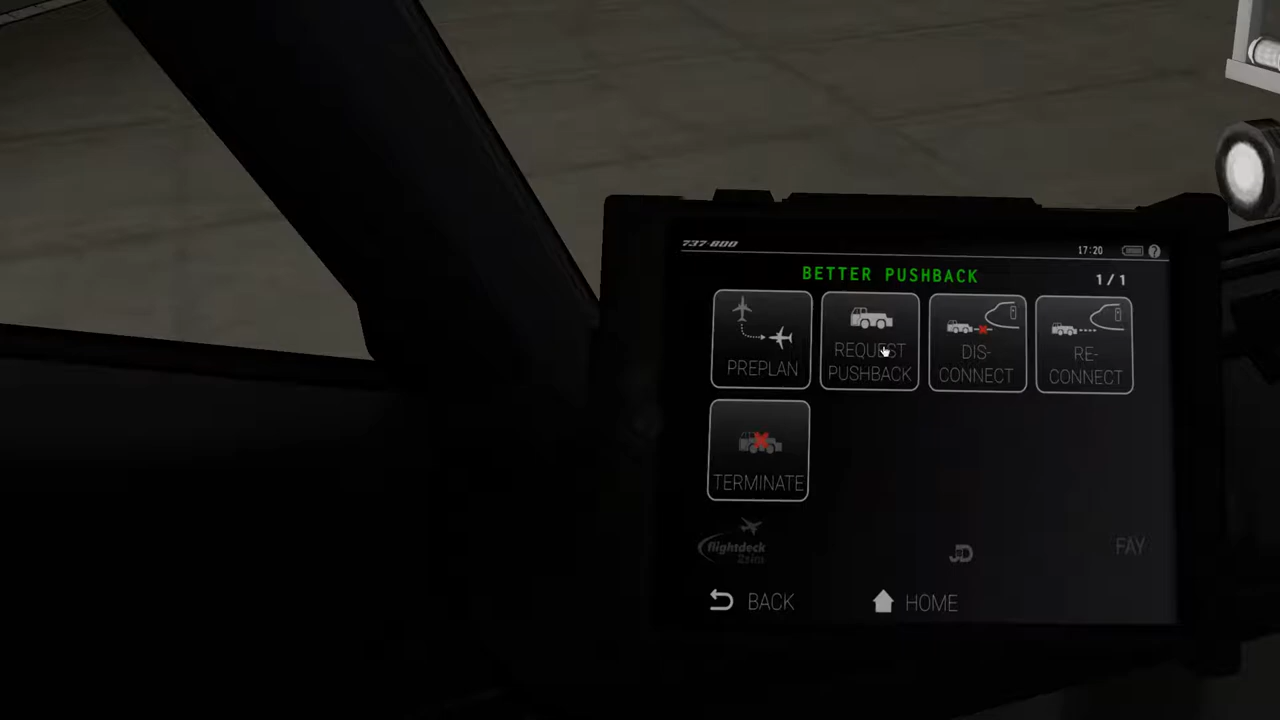 737-800
17:20
?
BETTER PUSHBACK
1/1
PREPLAN
REQUEST
PUSHBACK
DIS-
CONNECT
RE-
CONNECT
TERMINATE
flightdeck
2sim
JD
FAY
BACK
HOME